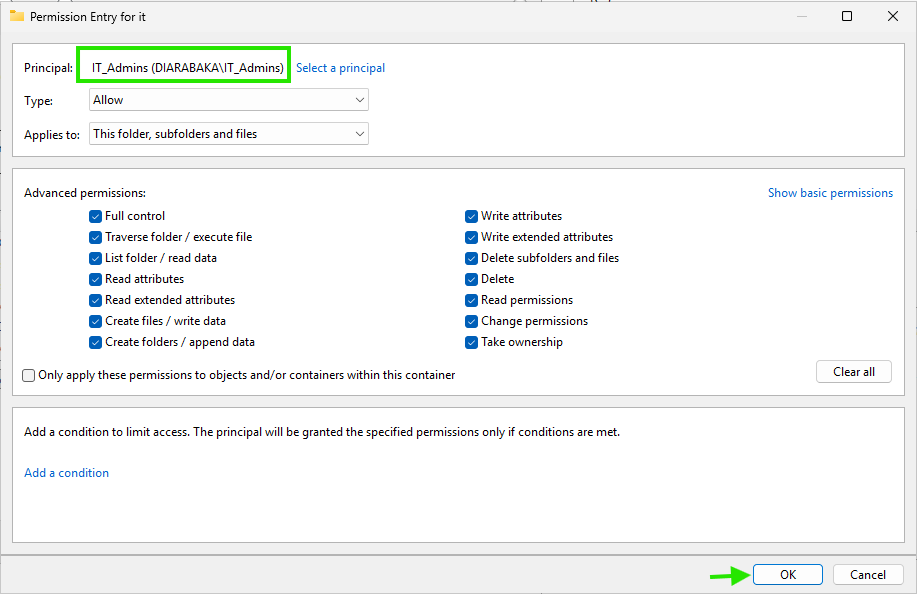 Permission Entry for it
Principal: IT_Admins (DIARABAKA\IT_Admins) Select a principal
Type: Allow
Applies to: This folder, subfolders and files
Advanced permissions: Show basic permissions
Full control Write attributes
Traverse folder / execute file Write extended attributes
List folder / read data Delete subfolders and files
Read attributes Delete
Read extended attributes Read permissions
Create files / write data Change permissions
Create folders / append data Take ownership
Only apply these permissions to objects and/or containers within this container Clear all
Add a condition to limit access. The principal will be granted the specified permissions only if conditions are met.
Add a condition
OK Cancel